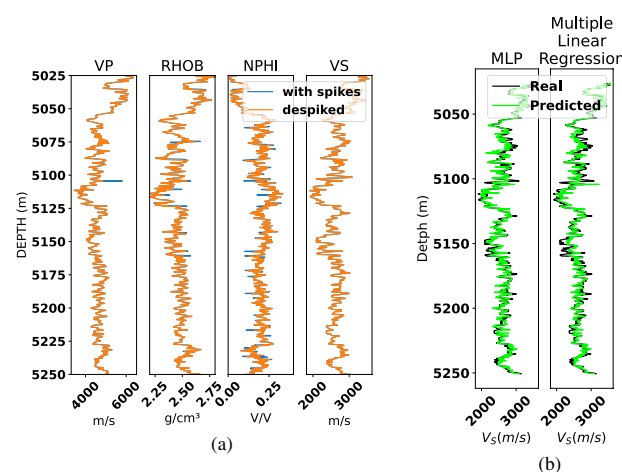 VP
RHOB
NPHI
VS
with spikes
despiked
DEPTH (m)
5025
5050
5075
5100
5125
5150
5175
5200
5225
5250
4000 6000
2.25 2.50 2.75
0.00 0.25
2000 3000
m/s
g/cm³
V/V
m/s
(a)
MLP
Multiple
Linear
Regression
Real
Predicted
Detph (m)
5050
5100
5150
5200
5250
2000 3000
2000 3000
V_S(m/s)
V_S(m/s)
(b)